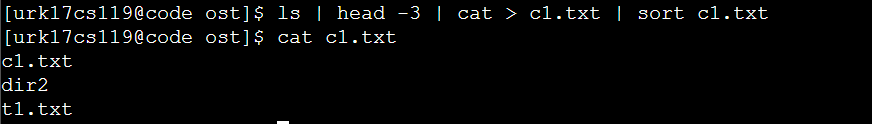 [urk17cs119@code ost]$ ls | head -3 | cat > c1.txt | sort c1.txt
[urk17cs119@code ost]$ cat c1.txt
c1.txt
dir2
t1.txt